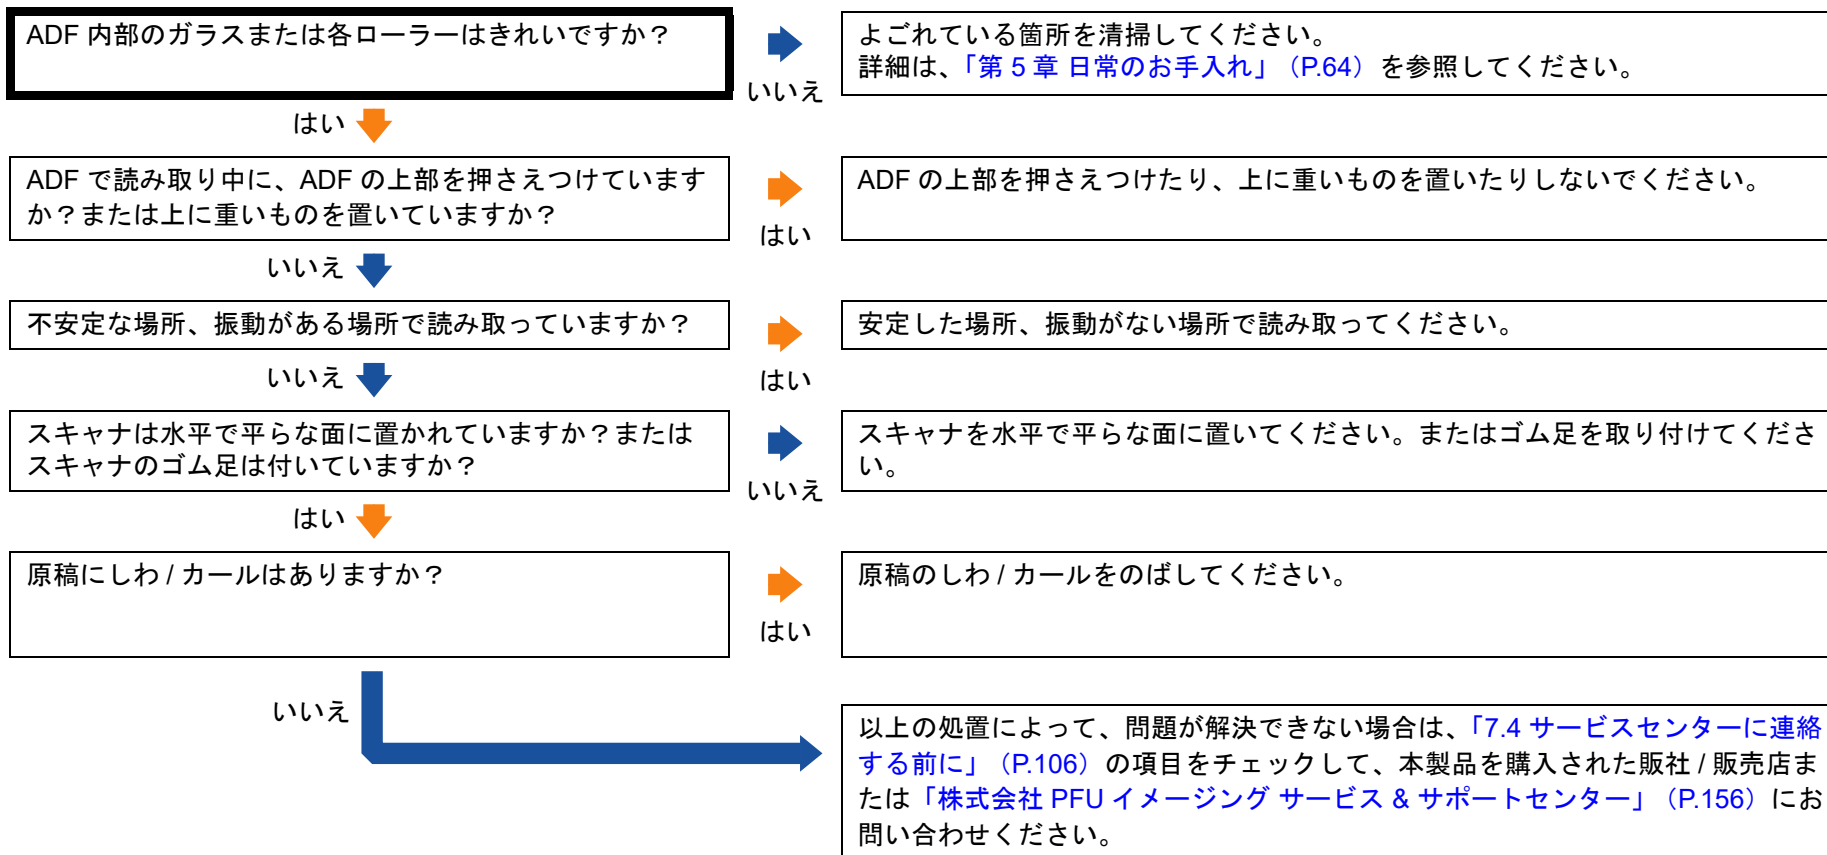 ADF 内部のガラスまたは各ローラーはきれいですか？
いいえ
よごれている箇所を清掃してください。
詳細は、「第 5 章 日常のお手入れ」（P.64）を参照してください。
はい
ADF で読み取り中に、ADF の上部を押さえつけています
か？または上に重いものを置いていますか？
はい
ADF の上部を押さえつけたり、上に重いものを置いたりしないでください。
いいえ
不安定な場所、振動がある場所で読み取っていますか？
はい
安定した場所、振動がない場所で読み取ってください。
いいえ
スキャナは水平で平らな面に置かれていますか？または
スキャナのゴム足は付いていますか？
いいえ
スキャナを水平で平らな面に置いてください。またはゴム足を取り付けてくださ
い。
はい
原稿にしわ / カールはありますか？
はい
原稿のしわ / カールをのばしてください。
いいえ
以上の処置によって、問題が解決できない場合は、「7.4 サービスセンターに連絡
する前に」（P.106）の項目をチェックして、本製品を購入された販社 / 販売店ま
たは「株式会社 PFU イメージング サービス & サポートセンター」（P.156）にお
問い合わせください。